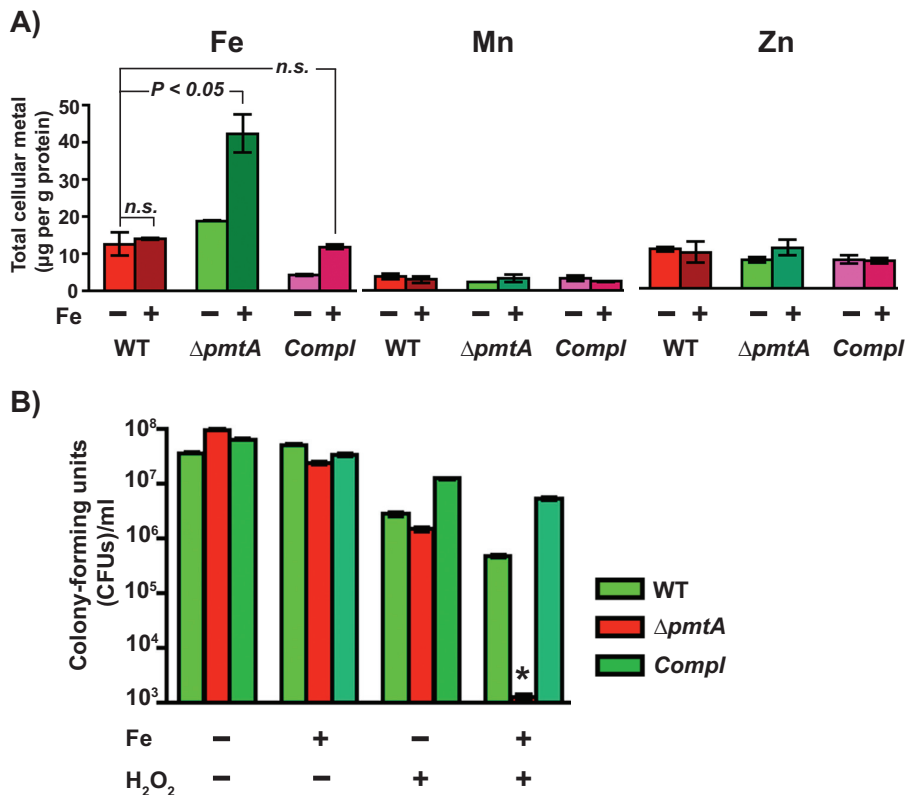 A)
Fe Mn Zn
n.s.
P < 0.05
n.s.
Total cellular metal
(µg per g protein)
50
40
30
20
10
0
Fe − + − + − + − + − + − + − + − + − +
WT ΔpmtA Compl WT ΔpmtA Compl WT ΔpmtA Compl
B)
Colony-forming units
(CFUs)/ml
10⁸
10⁷
10⁶
10⁵
10⁴
10³
*
WT
ΔpmtA
Compl
Fe − + − +
H₂O₂ − − + +